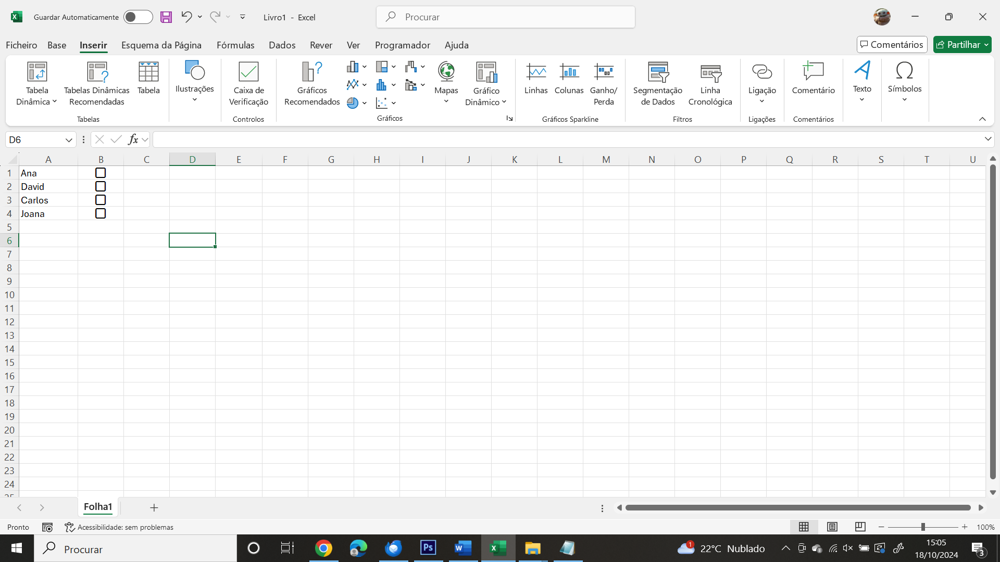 Guardar Automaticamente
Livro1 - Excel
Procurar
Ficheiro Base Inserir Esquema da Página Fórmulas Dados Rever Ver Programador Ajuda
Comentários Partilhar
Tabela Dinâmica
Tabelas Dinâmicas Recomendadas
Tabela
Tabelas
Ilustrações
Caixa de Verificação
Controlos
Gráficos Recomendados
Mapas
Gráfico Dinâmico
Gráficos
Linhas
Colunas
Ganho/ Perda
Gráficos Sparkline
Segmentação de Dados
Linha Cronológica
Filtros
Ligação
Ligações
Comentário
Comentários
Texto
Símbolos
D6
fx
A B C D E F G H I J K L M N O P Q R S T U
1 Ana
2 David
3 Carlos
4 Joana
5
6
7
8
9
10
11
12
13
14
15
16
17
18
19
20
21
22
23
24
25
Folha1
Pronto
Acessibilidade: sem problemas
100%
Procurar
Ps
W
X
1
22°C Nublado
15:05
18/10/2024
3